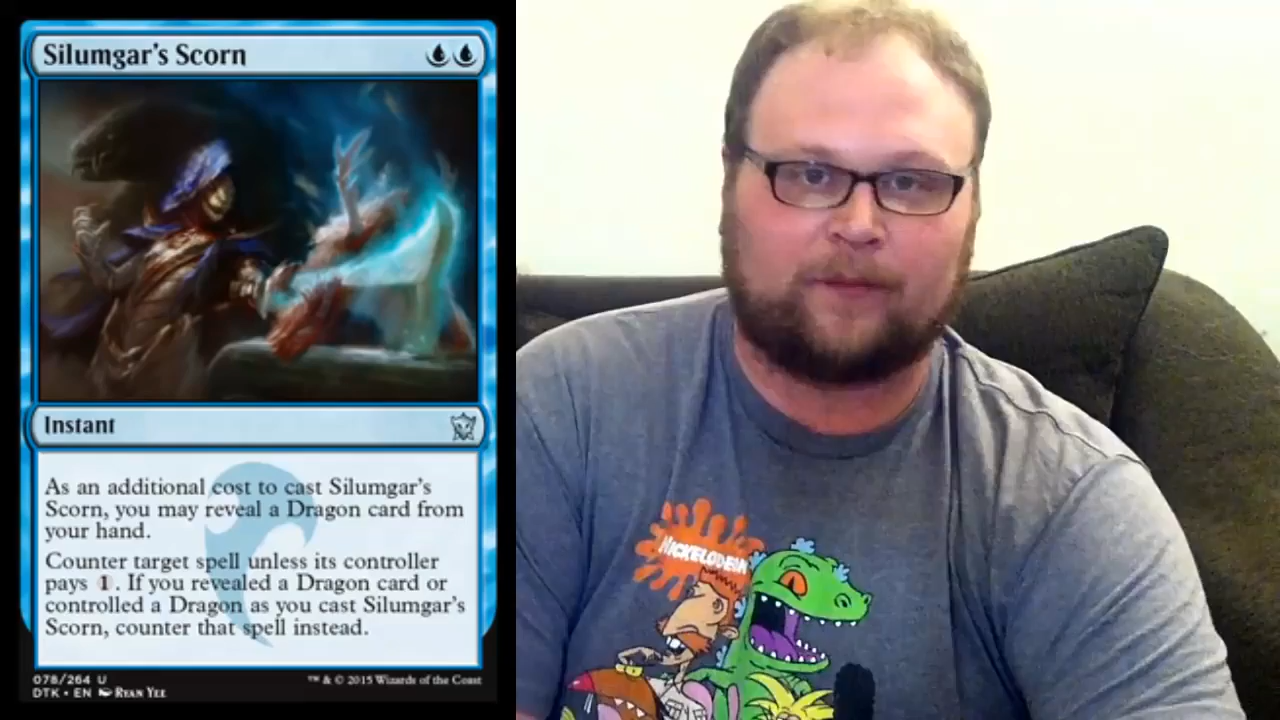 Silumgar's Scorn
Instant
As an additional cost to cast Silumgar's
Scorn, you may reveal a Dragon card from
your hand.
Counter target spell unless its controller
pays 1. If you revealed a Dragon card or
controlled a Dragon as you cast Silumgar's
Scorn, counter that spell instead.
078/264 U
DTK • EN Ryan Yee
™ & © 2015 Wizards of the Coast
NICKELODEON